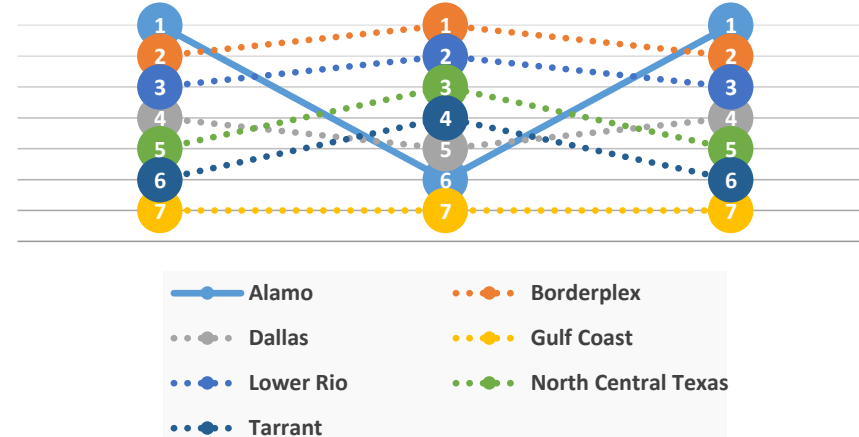 1 1 1
2 2 2
3 3 3
4 4 4
5 5 5
6 6 6
7 7 7
Alamo Borderplex
Dallas Gulf Coast
Lower Rio North Central Texas
Tarrant